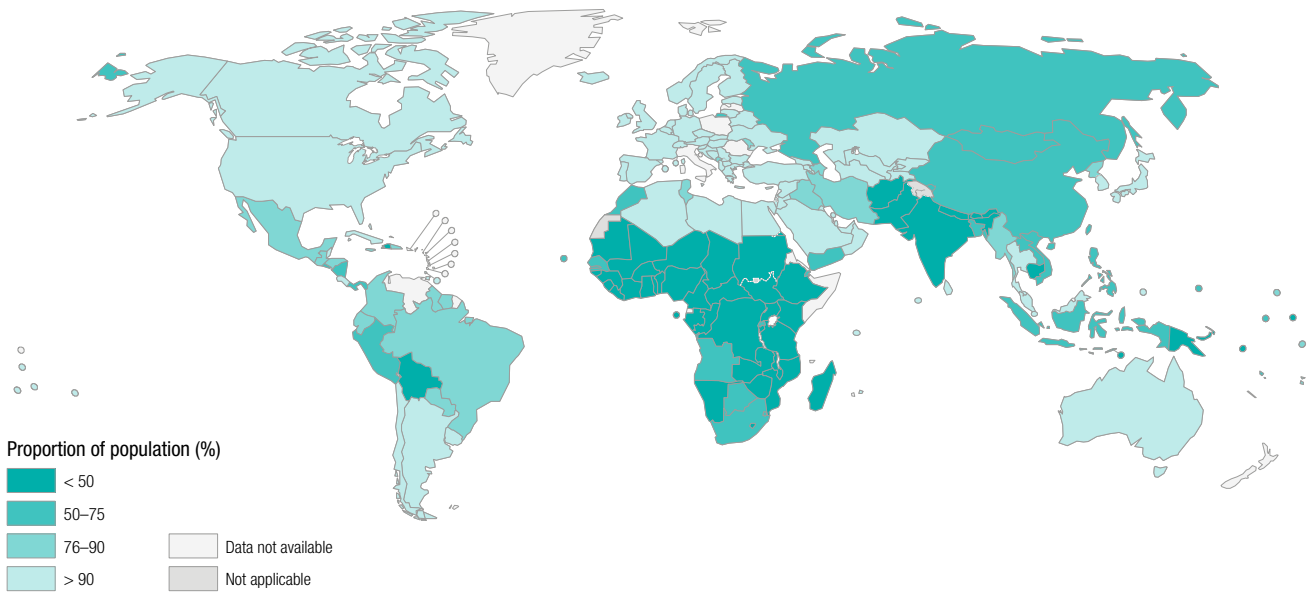 Proportion of population (%)
< 50
50–75
76–90
> 90
Data not available
Not applicable